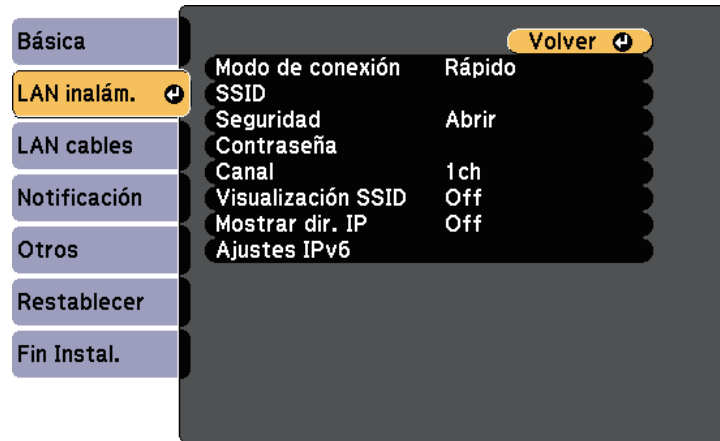 Básica
LAN inalám.
LAN cables
Notificación
Otros
Restablecer
Fin Instal.
Volver
Modo de conexión Rápido
SSID
Seguridad Abrir
Contraseña
Canal 1ch
Visualización SSID Off
Mostrar dir. IP Off
Ajustes IPv6